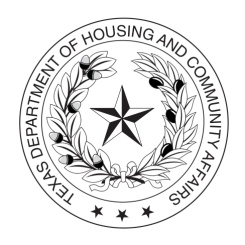 TEXAS DEPARTMENT OF HOUSING AND COMMUNITY AFFAIRS